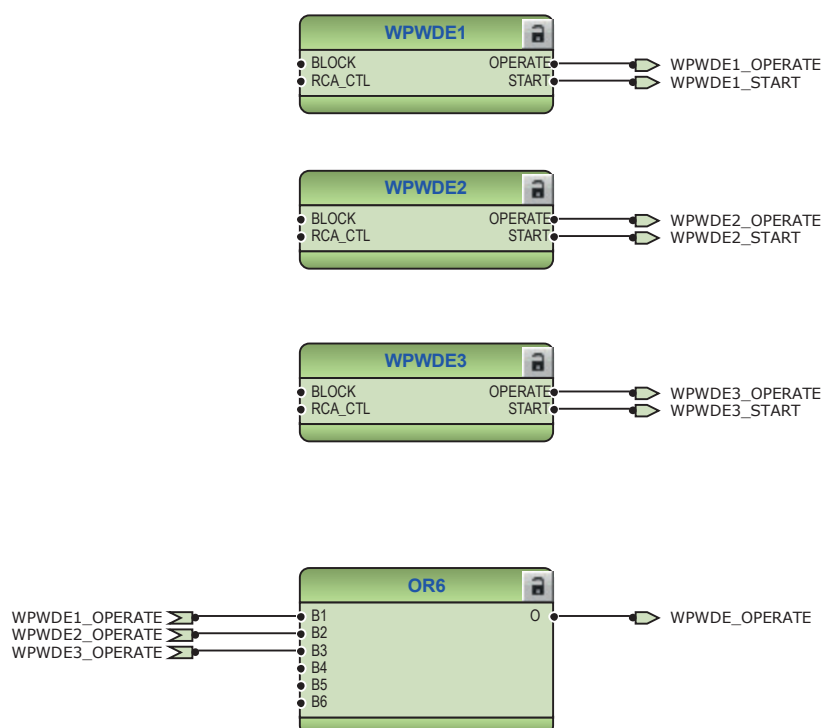 WPWDE1
BLOCK OPERATE WPWDE1_OPERATE
RCA_CTL START WPWDE1_START
WPWDE2
BLOCK OPERATE WPWDE2_OPERATE
RCA_CTL START WPWDE2_START
WPWDE3
BLOCK OPERATE WPWDE3_OPERATE
RCA_CTL START WPWDE3_START
OR6
WPWDE1_OPERATE B1 O WPWDE_OPERATE
WPWDE2_OPERATE B2
WPWDE3_OPERATE B3
B4
B5
B6